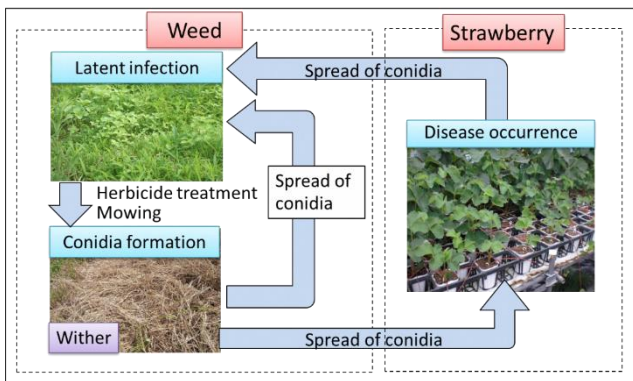 Weed
Strawberry
Latent infection
Spread of conidia
Disease occurrence
Herbicide treatment
Mowing
Spread of
conidia
Conidia formation
Wither
Spread of conidia